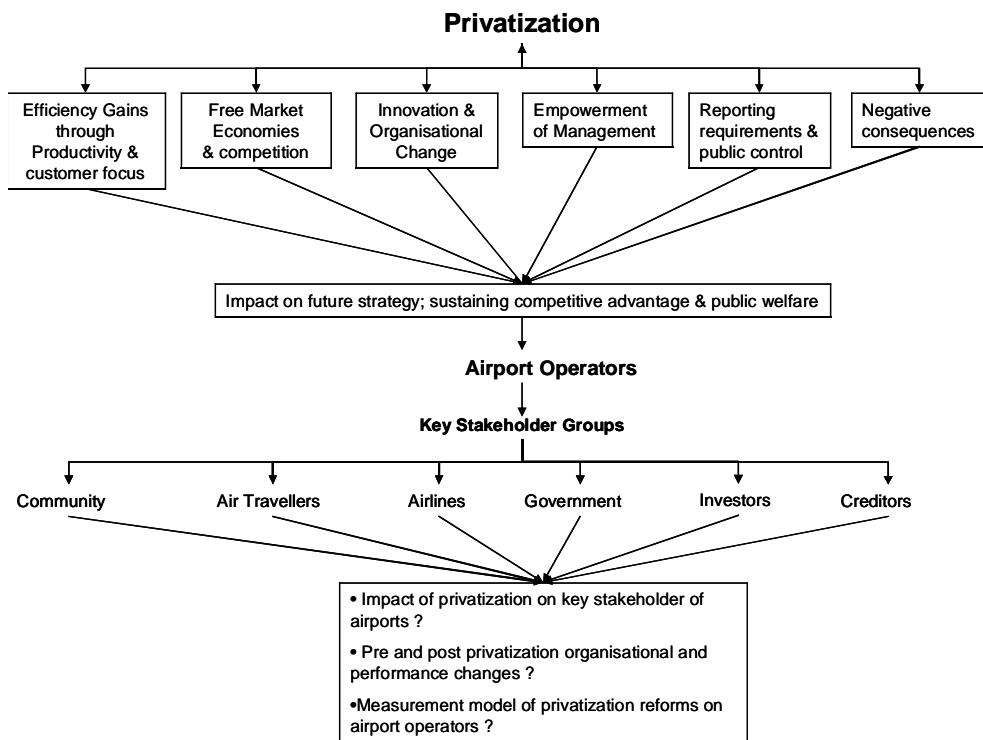 Privatization
Efficiency Gains
through
Productivity &
customer focus
Free Market
Economies
& competition
Innovation &
Organisational
Change
Empowerment
of Management
Reporting
requirements &
public control
Negative
consequences
Impact on future strategy; sustaining competitive advantage & public welfare
Airport Operators
Key Stakeholder Groups
Community
Air Travellers
Airlines
Government
Investors
Creditors
• Impact of privatization on key stakeholder of
airports ?
• Pre and post privatization organisational and
performance changes ?
•Measurement model of privatization reforms on
airport operators ?